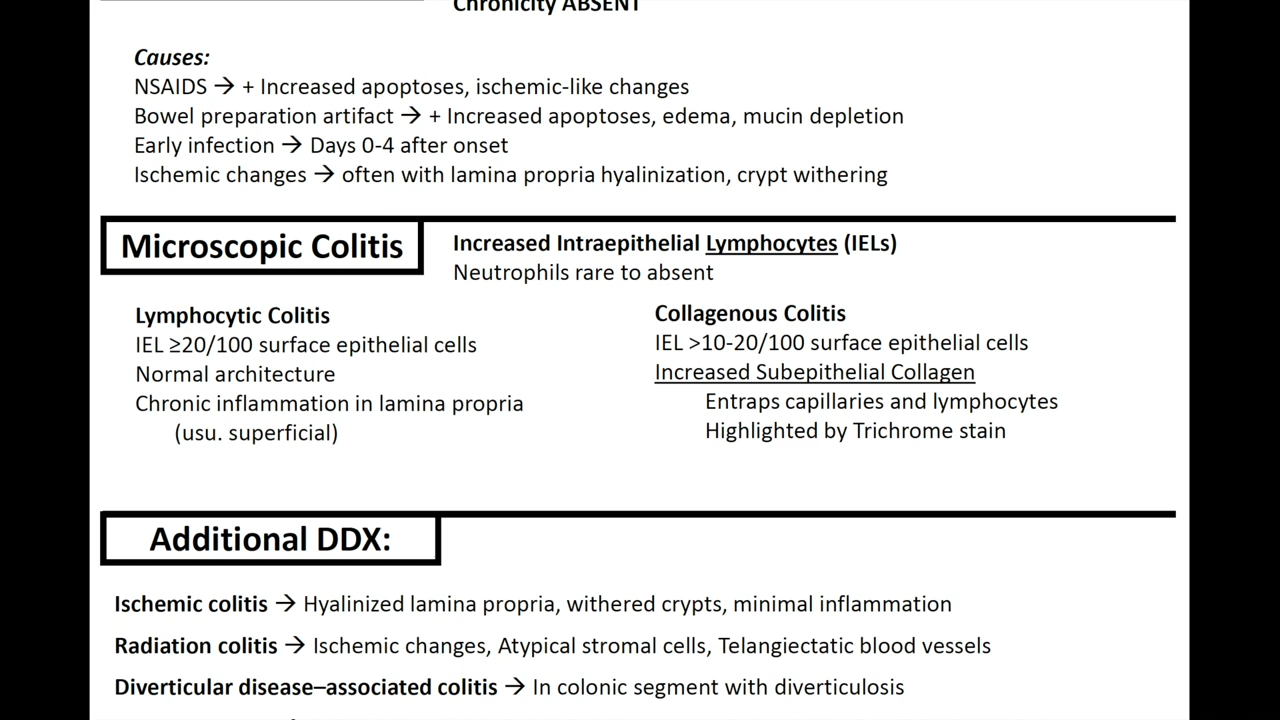 Chronicity ABSENT
Causes:
NSAIDS → + Increased apoptoses, ischemic-like changes
Bowel preparation artifact → + Increased apoptoses, edema, mucin depletion
Early infection → Days 0-4 after onset
Ischemic changes → often with lamina propria hyalinization, crypt withering
Microscopic Colitis
Increased Intraepithelial Lymphocytes (IELs)
Neutrophils rare to absent
Lymphocytic Colitis
IEL ≥20/100 surface epithelial cells
Normal architecture
Chronic inflammation in lamina propria
(usu. superficial)
Collagenous Colitis
IEL >10-20/100 surface epithelial cells
Increased Subepithelial Collagen
Entraps capillaries and lymphocytes
Highlighted by Trichrome stain
Additional DDX:
Ischemic colitis → Hyalinized lamina propria, withered crypts, minimal inflammation
Radiation colitis → Ischemic changes, Atypical stromal cells, Telangiectatic blood vessels
Diverticular disease–associated colitis → In colonic segment with diverticulosis